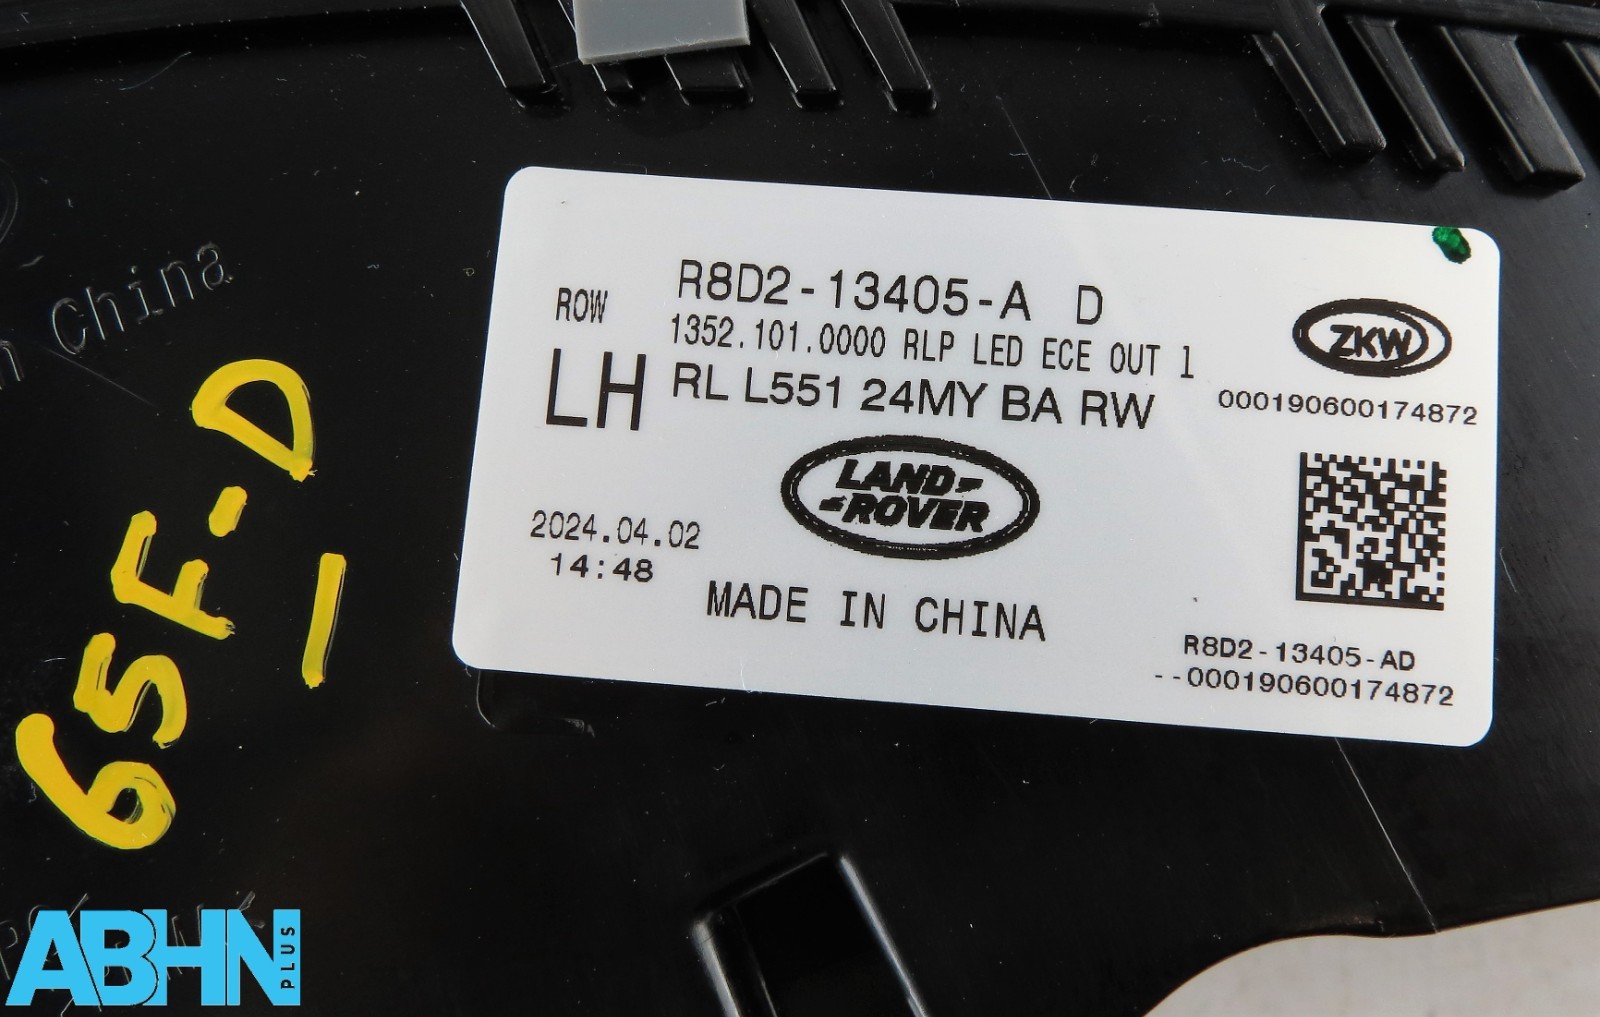 R8D2-13405-A D
ROW
1352.101.0000 RLP LED ECE OUT 1
LH
RL L551 24MY BA RW
ZKW
000190600174872
LAND-
-ROVER
2024.04.02
14:48
MADE IN CHINA
R8D2-13405-AD
--000190600174872
China
65F-D
ABHN
PLUS